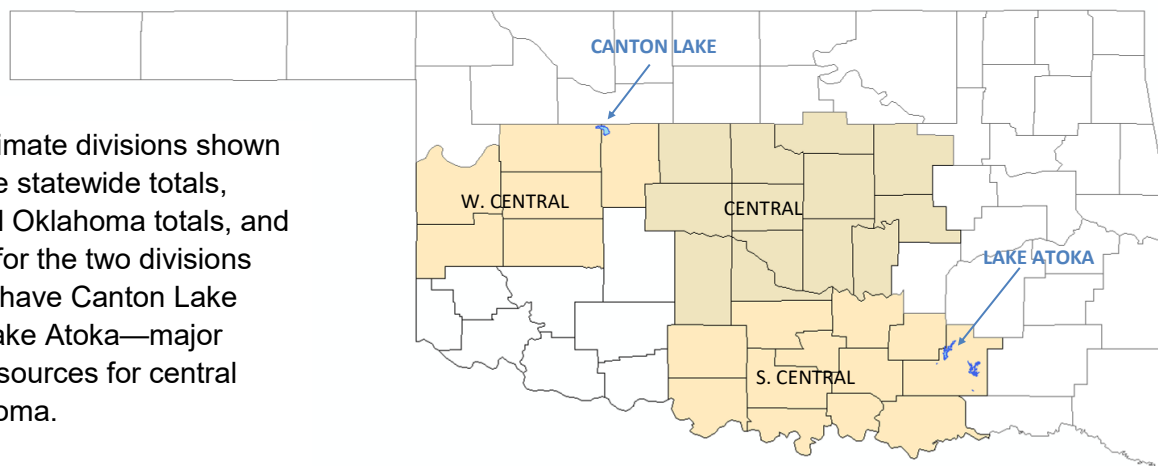 imate divisions shown
e statewide totals,
l Oklahoma totals, and
for the two divisions
have Canton Lake
ake Atoka—major
sources for central
oma.
CANTON LAKE
W. CENTRAL
CENTRAL
LAKE ATOKA
S. CENTRAL